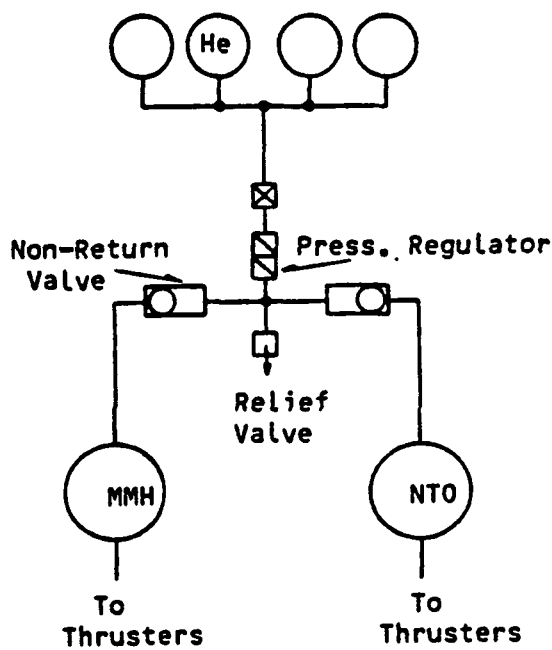 He
Non-Return
Valve
Press. Regulator
Relief
Valve
MMH
NTO
To
Thrusters
To
Thrusters